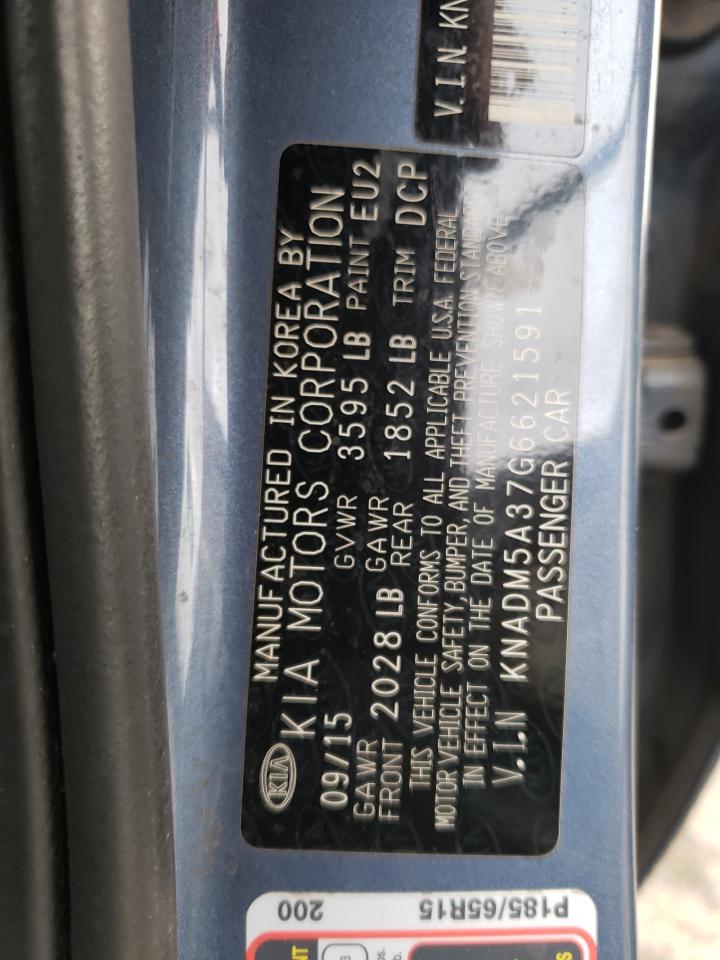 V.I.N KN
MANUFACTURED IN KOREA BY
KIA KIA MOTORS CORPORATION
09/15 GVWR 3595 LB PAINT EU2
GAWR FRONT 2028 LB GAWR REAR 1852 LB TRIM DCP
THIS VEHICLE CONFORMS TO ALL APPLICABLE U.S.A. FEDERAL
MOTOR VEHICLE SAFETY, BUMPER, AND THEFT PREVENTION STANDARDS
IN EFFECT ON THE DATE OF MANUFACTURE SHOWN ABOVE
V.I.N KNADM5A37G6621591
PASSENGER CAR
P185/65R15
200